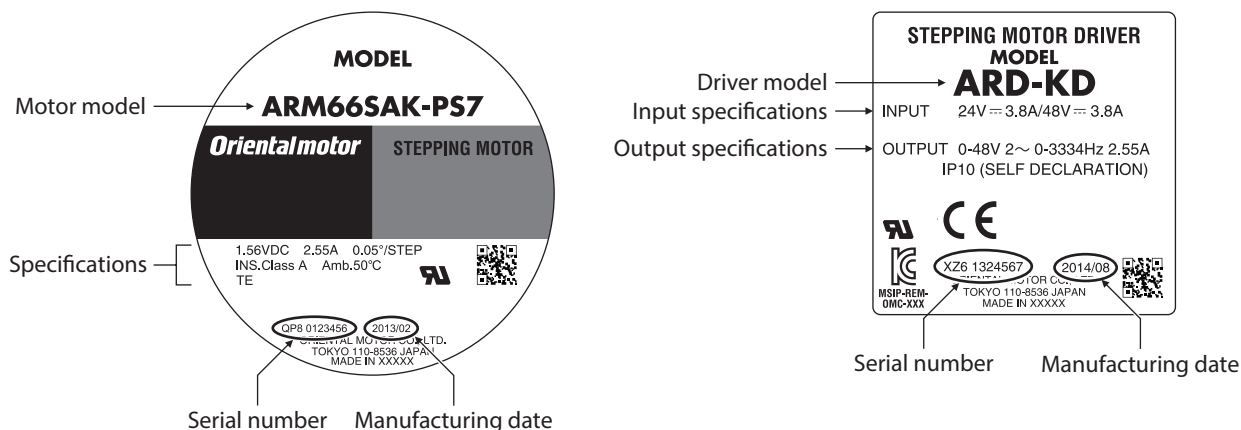 MODEL
Motor model
ARM66SAK-PS7
Orientalmotor
STEPPING MOTOR
Specifications
1.56VDC 2.55A 0.05°/STEP
INS.Class A Amb.50°C
TE
QP8 0123456 2013/02
ORIENTAL MOTOR CO.,LTD.
TOKYO 110-8536 JAPAN
MADE IN XXXXX
Serial number
Manufacturing date
STEPPING MOTOR DRIVER
MODEL
Driver model
ARD-KD
Input specifications
INPUT 24V ⎓ 3.8A/48V ⎓ 3.8A
Output specifications
OUTPUT 0-48V 2～ 0-3334Hz 2.55A
IP10 (SELF DECLARATION)
CE
MSIP-REM-
OMC-XXX
XZ6 1324567 2014/08
TOKYO 110-8536 JAPAN
MADE IN XXXXX
Serial number
Manufacturing date